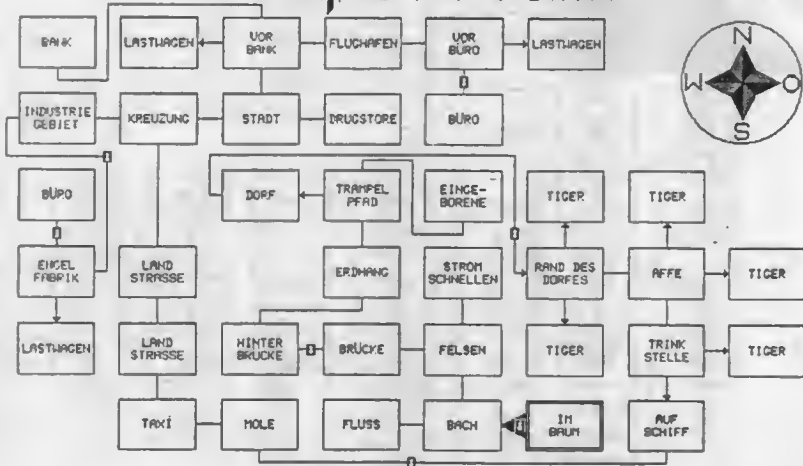 BANK
LASTWAGEN
VOR
BANK
FLUGHAFEN
VOR
BÜRO
LASTWAGEN
N
W
O
S
INDUSTRIE
GEBIET
KREUZUNG
STADT
DRUGSTORE
BÜRO
BÜRO
DORF
TRAMPEL
PFAD
EINGE-
BORENE
TIGER
TIGER
ENGEL
FABRIK
LAND
STRASSE
ERDHANG
STROM
SCHNELLEN
RAND DES
DORFES
AFFE
TIGER
LASTWAGEN
LAND
STRASSE
HINTER
BRÜCKE
BRÜCKE
FELSEN
TIGER
TRINK
STELLE
TIGER
TAXI
MOLE
FLUSS
BACH
IM
BAUM
AUF
SCHIFF